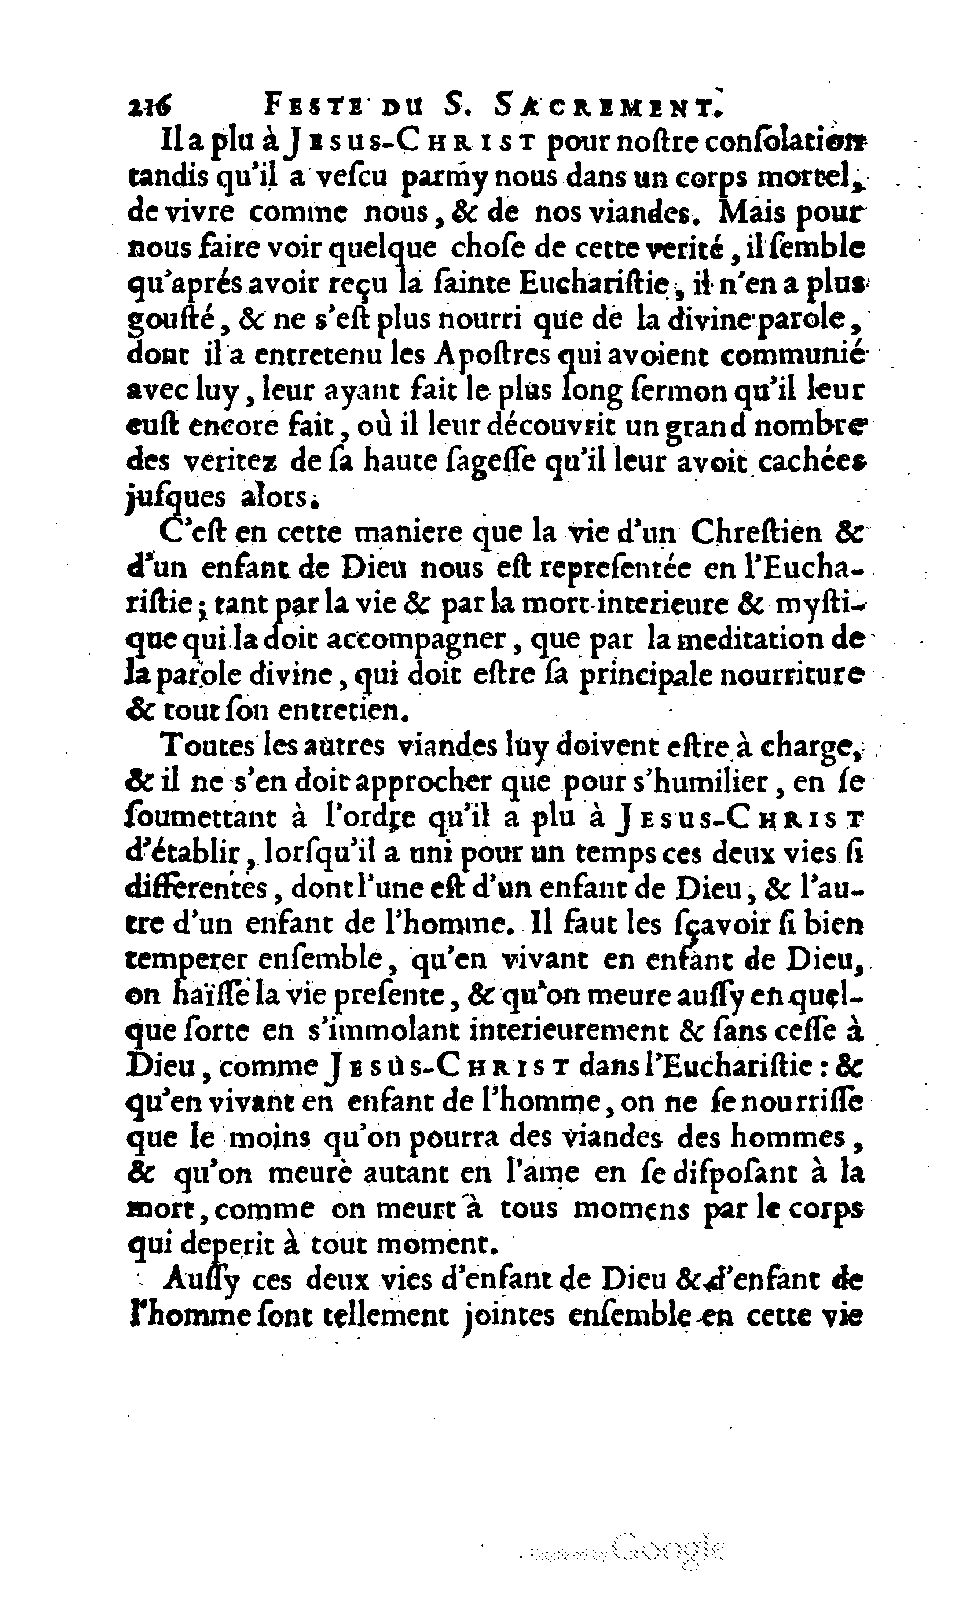 216 FESTE DU S. SACREMENT.
Il a plu à JESUS-CHRIST pour noſtre conſolation
tandis qu'il a veſcu parmy nous dans un corps mortel,
de vivre comme nous, & de nos viandes. Mais pour
nous faire voir quelque choſe de cette verité, il ſemble
qu'aprés avoir reçu la ſainte Euchariſtie, il n'en a plus
gouſté, & ne s'eſt plus nourri que de la divine parole,
dont il a entretenu les Apoſtres qui avoient communié
avec luy, leur ayant fait le plus long ſermon qu'il leur
euſt encore fait, où il leur découvrit un grand nombre
des veritez de ſa haute ſageſſe qu'il leur avoit cachées
juſques alors.
C'eſt en cette maniere que la vie d'un Chreſtien &
d'un enfant de Dieu nous eſt repreſentée en l'Eucha-
riſtie; tant par la vie & par la mort interieure & myſti-
que qui la doit accompagner, que par la meditation de
la parole divine, qui doit eſtre ſa principale nourriture
& tout ſon entretien.
Toutes les autres viandes luy doivent eſtre à charge,
& il ne s'en doit approcher que pour s'humilier, en ſe
ſoumettant à l'ordre qu'il a plu à JESUS-CHRIST
d'établir, lorſqu'il a uni pour un temps ces deux vies ſi
differentes, dont l'une eſt d'un enfant de Dieu, & l'au-
tre d'un enfant de l'homme. Il faut les ſçavoir ſi bien
temperer enſemble, qu'en vivant en enfant de Dieu,
on haïſſe la vie preſente, & qu'on meure auſſy en quel-
que ſorte en s'immolant interieurement & ſans ceſſe à
Dieu, comme JESUS-CHRIST dans l'Euchariſtie: &
qu'en vivant en enfant de l'homme, on ne ſe nourriſſe
que le moins qu'on pourra des viandes des hommes,
& qu'on meure autant en l'ame en ſe diſpoſant à la
mort, comme on meurt à tous momens par le corps
qui deperit à tout moment.
Auſſy ces deux vies d'enfant de Dieu & d'enfant de
l'homme ſont tellement jointes enſemble en cette vie
Google